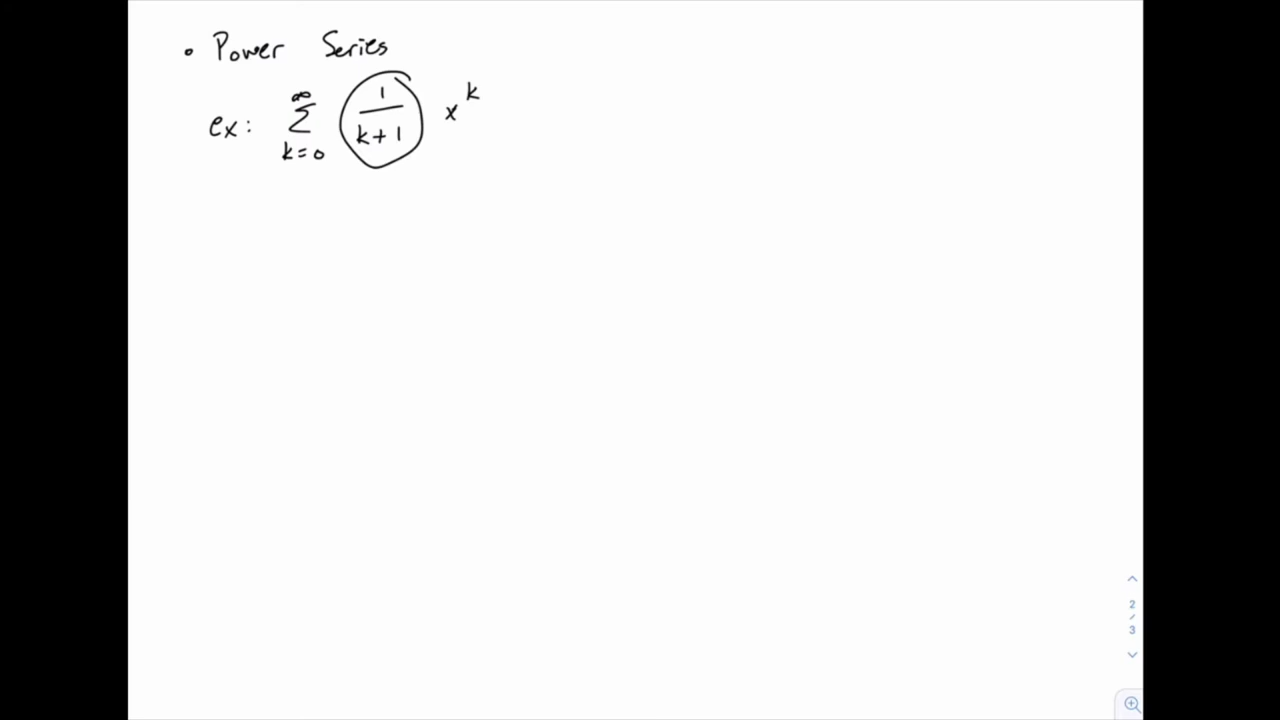 • Power Series
ex: ∞ Σ k=0 1/(k+1) x^k
2
/
3